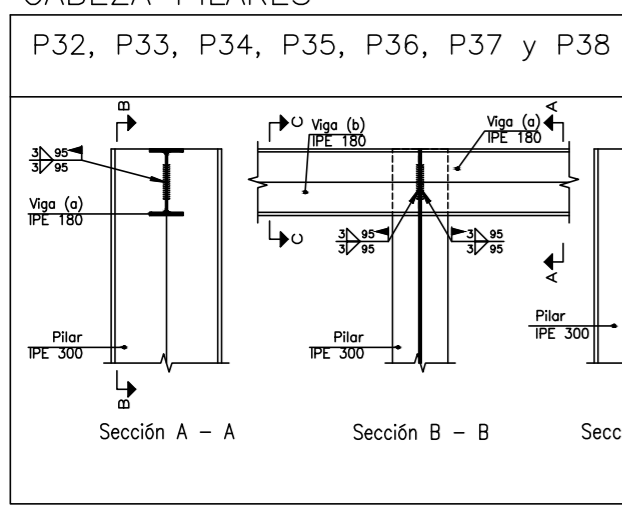 CABEZA PILARES
P32, P33, P34, P35, P36, P37 y P38
B
3 95
3 95
Viga (a)
IPE 180
Pilar
IPE 300
B
Sección A - A
C
Viga (b)
IPE 180
Viga (a)
IPE 180
A
C
3 95
3 95
3 95
3 95
A
Pilar
IPE 300
Sección B - B
Pilar
IPE 300
Secc